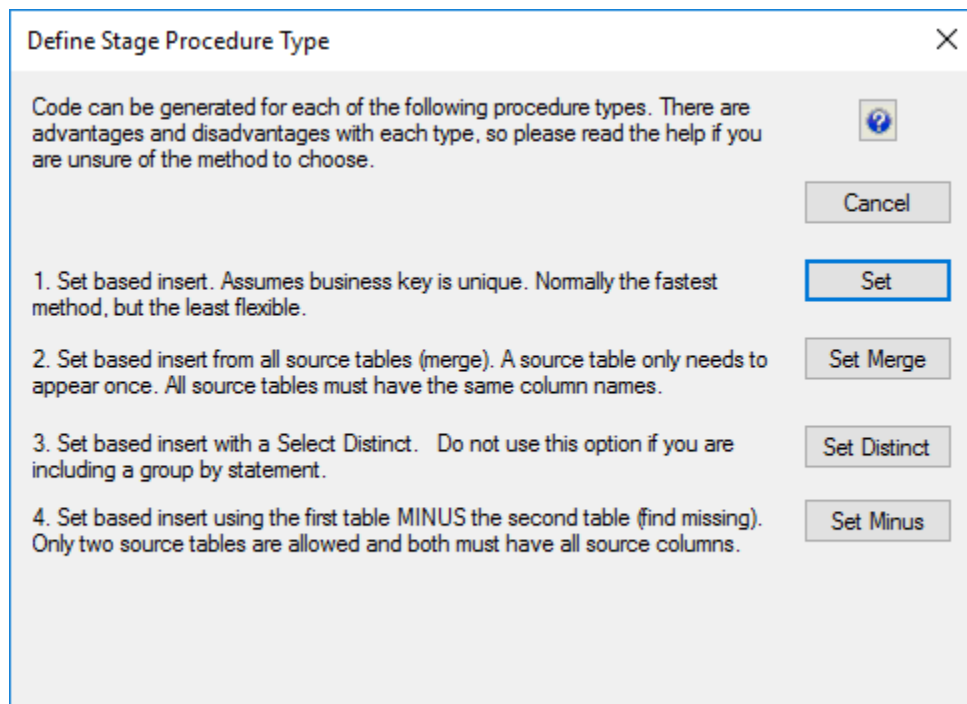 Define Stage Procedure Type
Code can be generated for each of the following procedure types. There are
advantages and disadvantages with each type, so please read the help if you
are unsure of the method to choose.
Cancel
1. Set based insert. Assumes business key is unique. Normally the fastest
method, but the least flexible.
Set
2. Set based insert from all source tables (merge). A source table only needs to
appear once. All source tables must have the same column names.
Set Merge
3. Set based insert with a Select Distinct.   Do not use this option if you are
including a group by statement.
Set Distinct
4. Set based insert using the first table MINUS the second table (find missing).
Only two source tables are allowed and both must have all source columns.
Set Minus